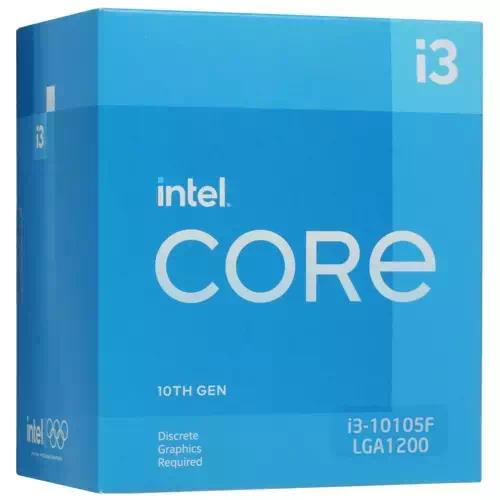 i3
i3
intel.
CORE
10TH GEN
Discrete
Graphics
Required
i3-10105F
LGA1200
intel